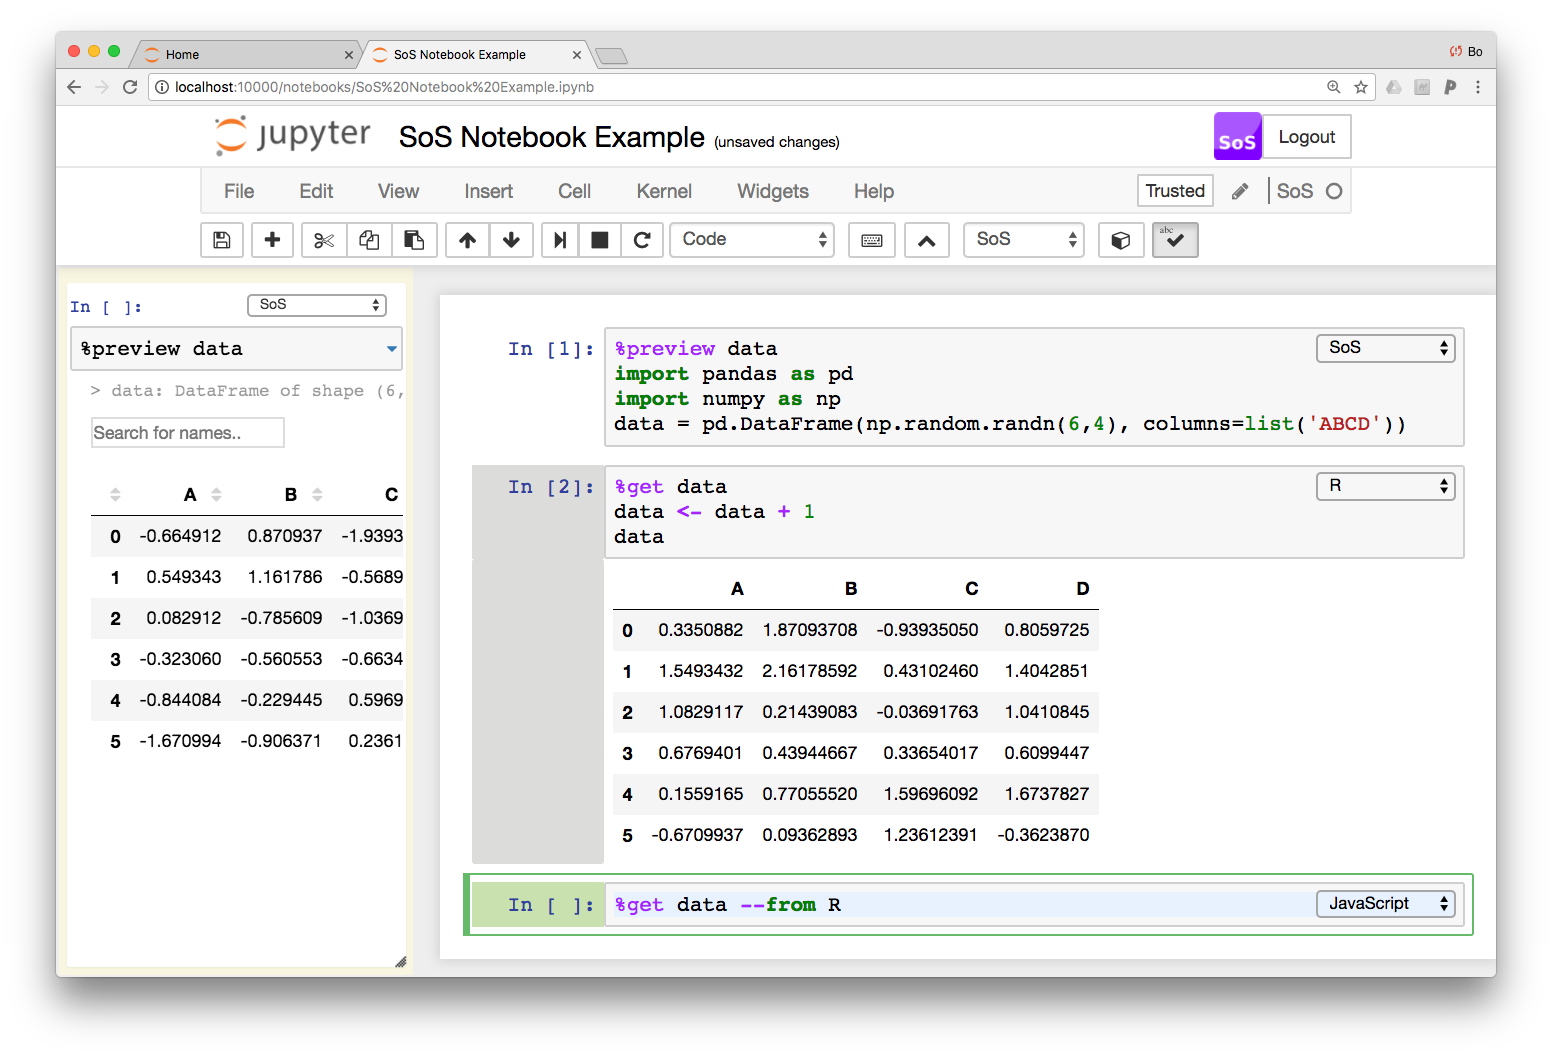 Home
SoS Notebook Example
Bo
localhost:10000/notebooks/SoS%20Notebook%20Example.ipynb
jupyter SoS Notebook Example (unsaved changes)
SoS Logout
File Edit View Insert Cell Kernel Widgets Help
Trusted SoS
Code SoS abc
In [ ]: SoS
%preview data
> data: DataFrame of shape (6,
Search for names..
A B C
0 -0.664912 0.870937 -1.9393
1 0.549343 1.161786 -0.5689
2 0.082912 -0.785609 -1.0369
3 -0.323060 -0.560553 -0.6634
4 -0.844084 -0.229445 0.5969
5 -1.670994 -0.906371 0.2361
In [1]: %preview data SoS
import pandas as pd
import numpy as np
data = pd.DataFrame(np.random.randn(6,4), columns=list('ABCD'))
In [2]: %get data R
data <- data + 1
data
A B C D
0 0.3350882 1.87093708 -0.93935050 0.8059725
1 1.5493432 2.16178592 0.43102460 1.4042851
2 1.0829117 0.21439083 -0.03691763 1.0410845
3 0.6769401 0.43944667 0.33654017 0.6099447
4 0.1559165 0.77055520 1.59696092 1.6737827
5 -0.6709937 0.09362893 1.23612391 -0.3623870
In [ ]: %get data --from R JavaScript